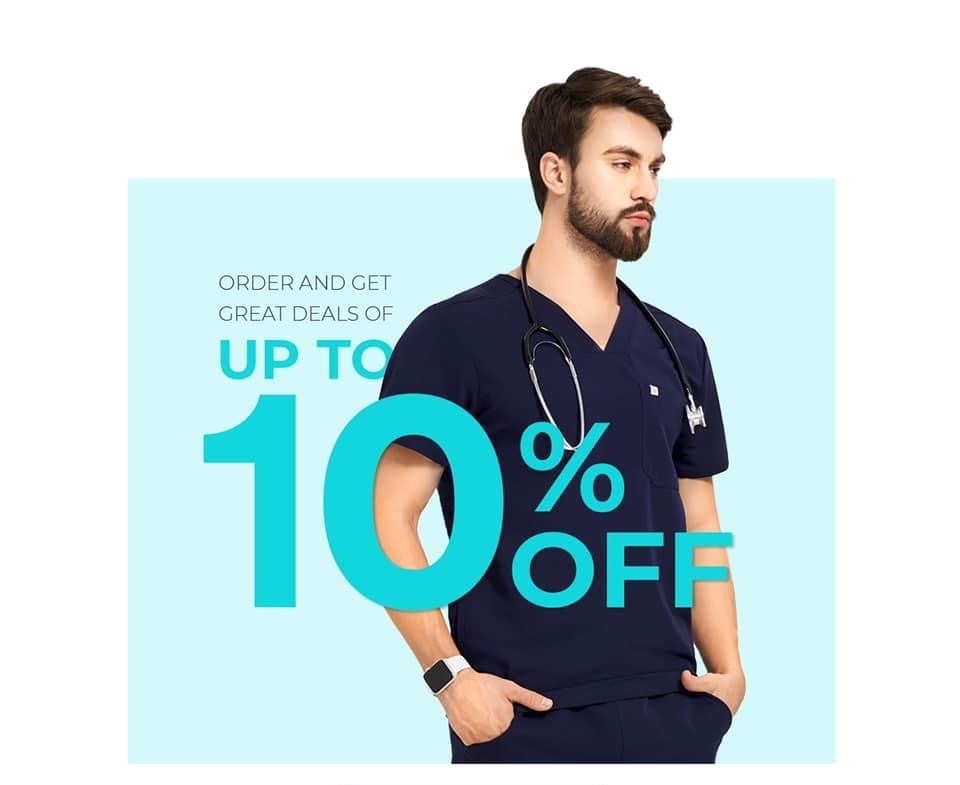 ORDER AND GET
GREAT DEALS OF
UP TO
10%
OFF